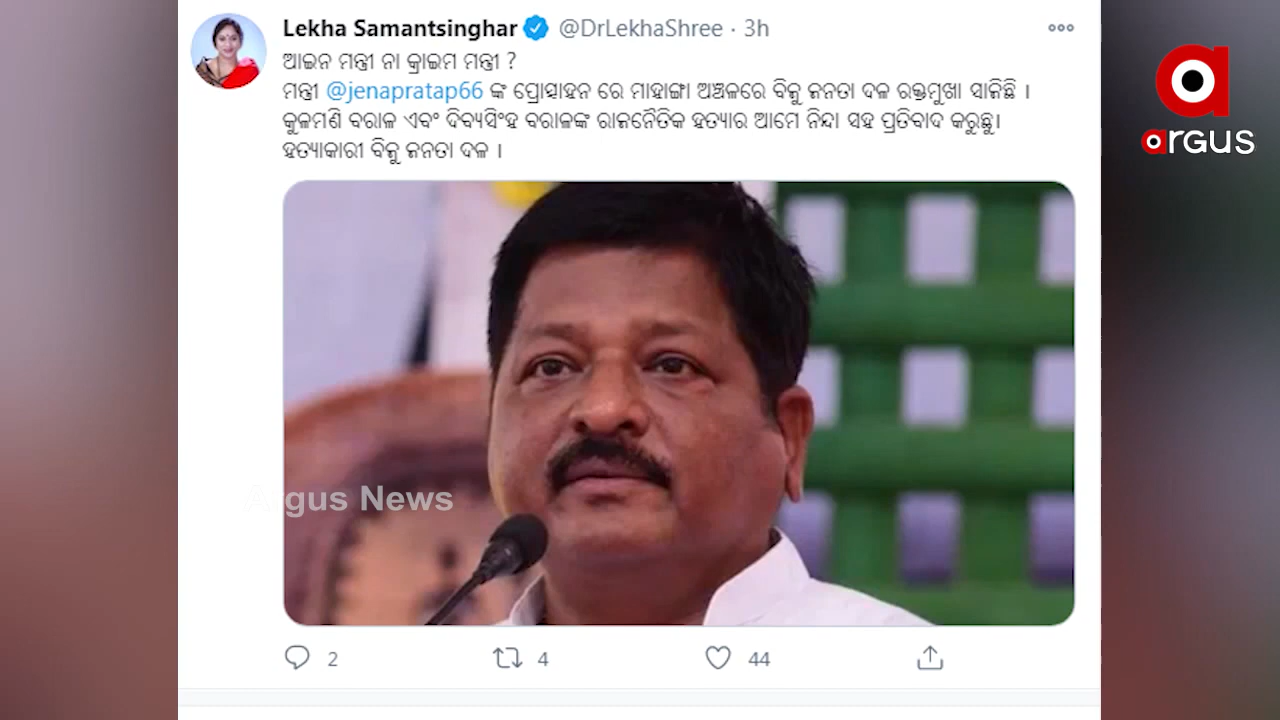 Lekha Samantsinghar @DrLekhaShree · 3h
ଆଇନ ମନ୍ତ୍ରୀ ନା କ୍ରାଇମ ମନ୍ତ୍ରୀ ?
ମନ୍ତ୍ରୀ @jenapratap66 ଙ୍କ ପ୍ରୋତ୍ସାହନ ରେ ମାହାଙ୍ଗା ଅଞ୍ଚଳରେ ବିଜୁ ଜନତା ଦଳ ରକ୍ତମୁଖା ସାଜିଛି ।
କୁଳମଣି ବରାଳ ଏବଂ ଦିବ୍ୟସିଂହ ବରାଳଙ୍କ ରାଜନୈତିକ ହତ୍ୟାର ଆମେ ନିନ୍ଦା ସହ ପ୍ରତିବାଦ କରୁଛୁ।
ହତ୍ୟାକାରୀ ବିଜୁ ଜନତା ଦଳ ।
argus
Argus News
2 4 44